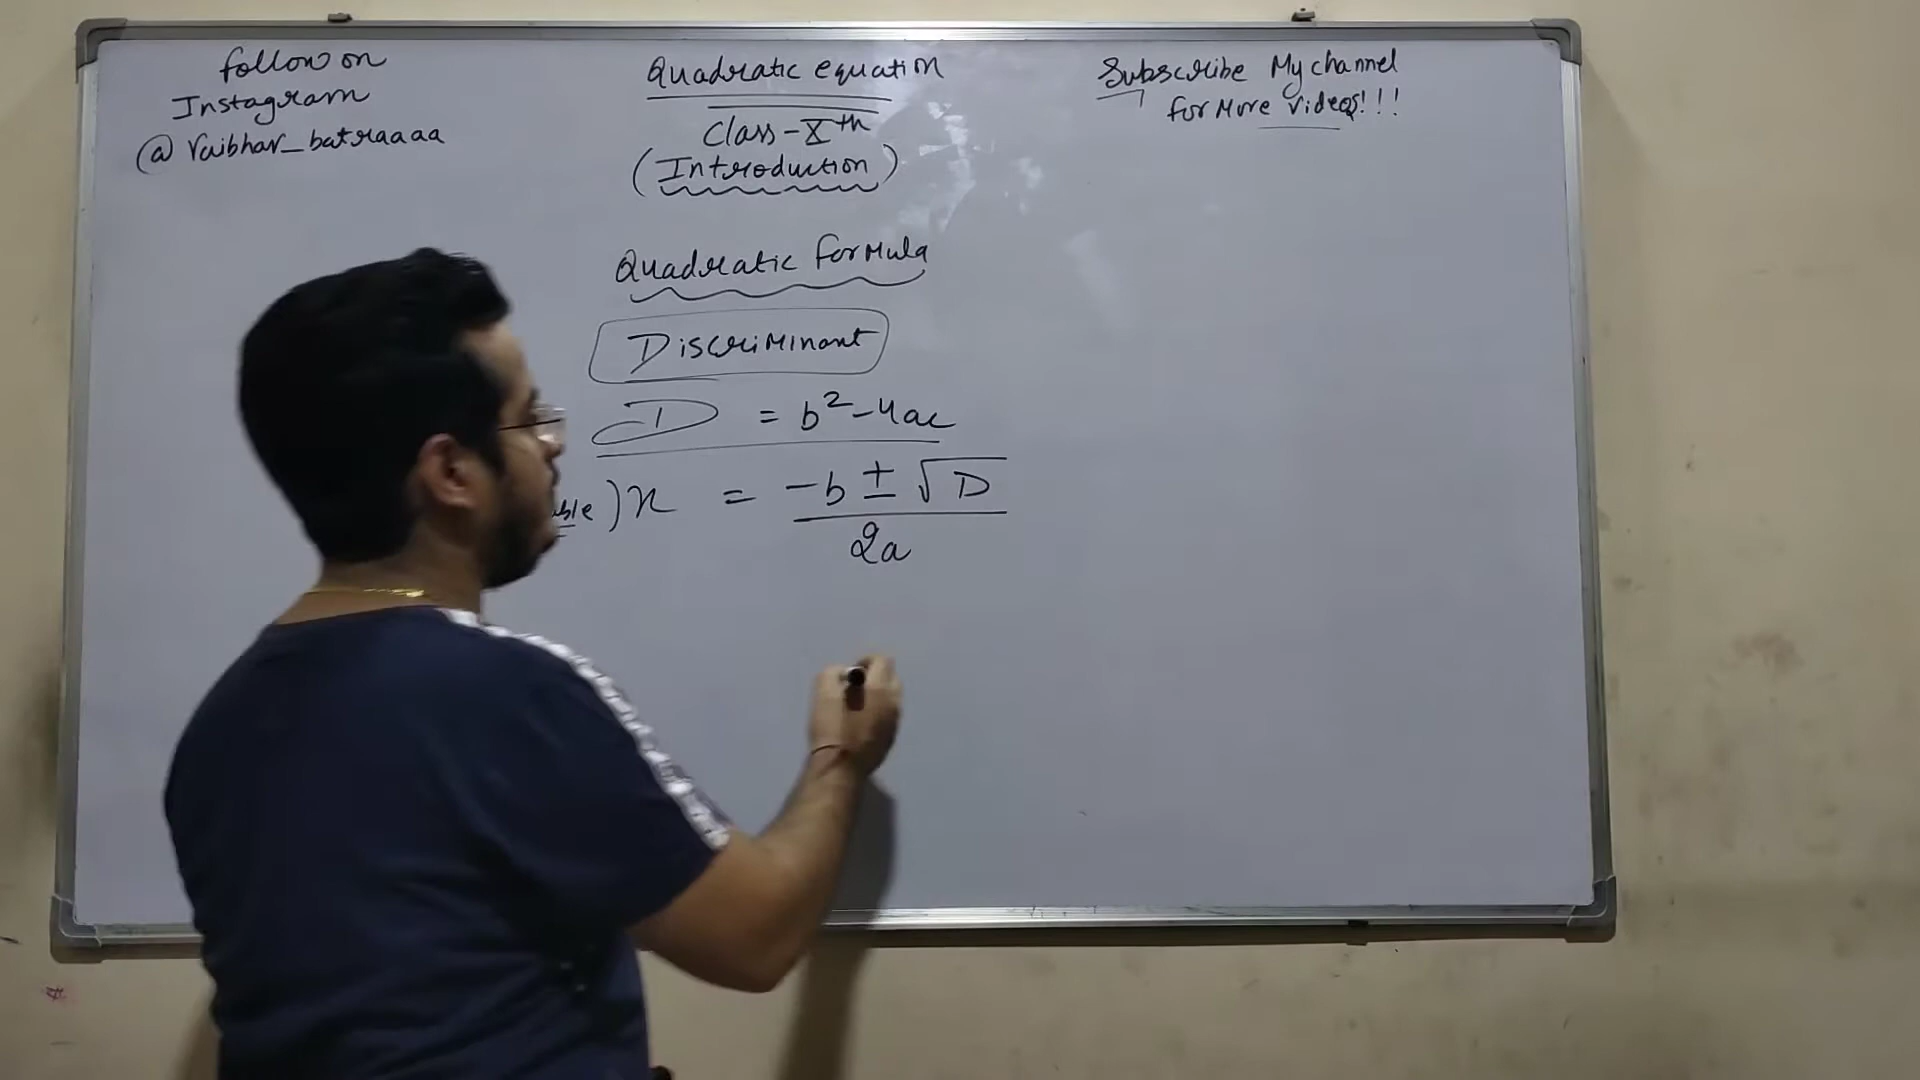 Follow on
Instagram
@vaibhav_batraaaa
Quadratic equation
Class-Xth
(Introduction)
Subscribe My channel
for More videos!!!
Quadratic formula
Discriminant
D = b²-4ac
)x = -b ± √D
2a